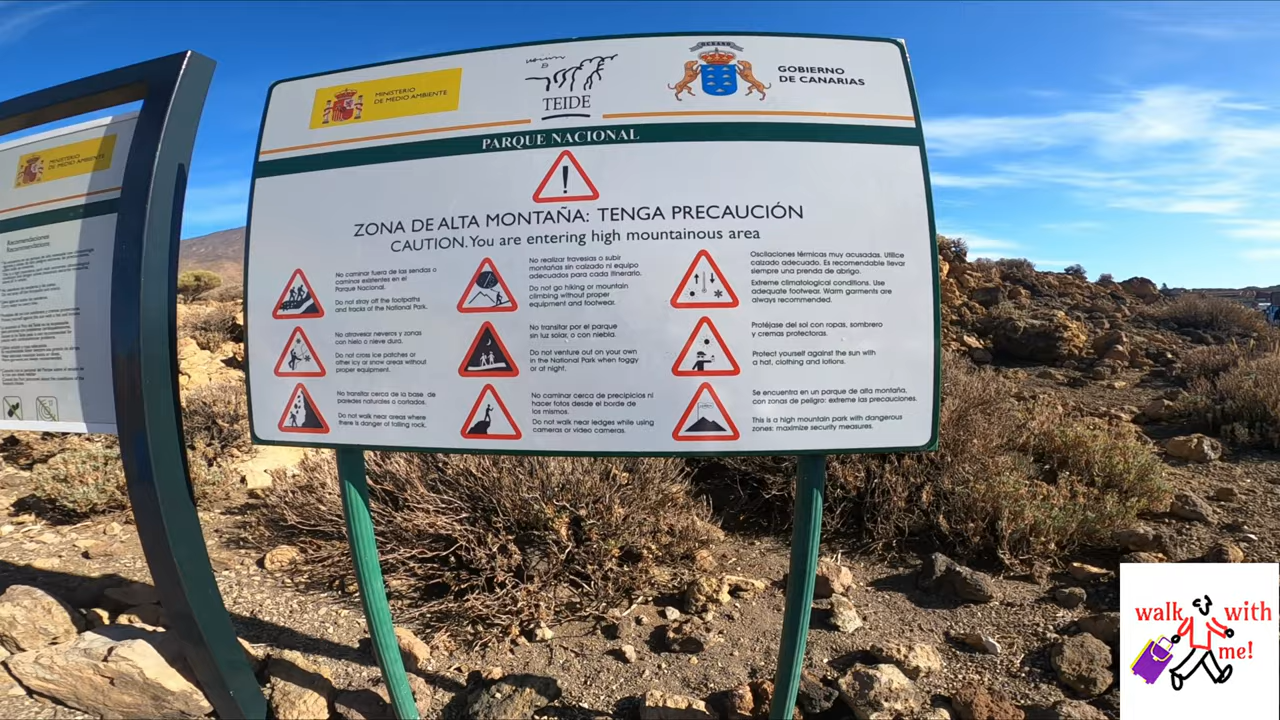 MINISTERIO
DE MEDIO AMBIENTE
TEIDE
GOBIERNO
DE CANARIAS
PARQUE NACIONAL
!
ZONA DE ALTA MONTAÑA: TENGA PRECAUCIÓN
CAUTION. You are entering high mountainous area
No caminar fuera de las sendas o
caminos existentes en el
Parque Nacional.
Do not stray off the footpaths
and tracks of the National Park.
No atravesar neveros y zonas
con hielo o nieve dura.
Do not cross ice patches or
other icy or snow areas without
proper equipment.
No transitar cerca de la base de
paredes naturales o cortados.
Do not walk near areas where
there is danger of falling rock.
No realizar travesías o subir
montañas sin calzado ni equipo
adecuados para cada itinerario.
Do not go hiking or mountain
climbing without proper
equipment and footwear.
No transitar por el parque
sin luz solar, o con niebla.
Do not venture out on your own
in the National Park when foggy
or at night.
No caminar cerca de precipicios ni
hacer fotos desde el borde de
los mismos.
Do not walk near ledges while using
cameras or video cameras.
Oscilaciones térmicas muy acusadas. Utilice
calzado adecuado. Es recomendable llevar
siempre una prenda de abrigo.
Extreme climatological conditions. Use
adequate footwear. Warm garments are
always recommended.
Protéjase del sol con ropas, sombrero
y cremas protectoras.
Protect yourself against the sun with
a hat, clothing and lotions.
Se encuentra en un parque de alta montaña,
con zonas de peligro: extreme las precauciones.
This is a high mountain park with dangerous
zones: maximize security measures.
MINISTERIO
DE MEDIO AMBIENTE
Recomendaciones
Recommendations
walk with
me!